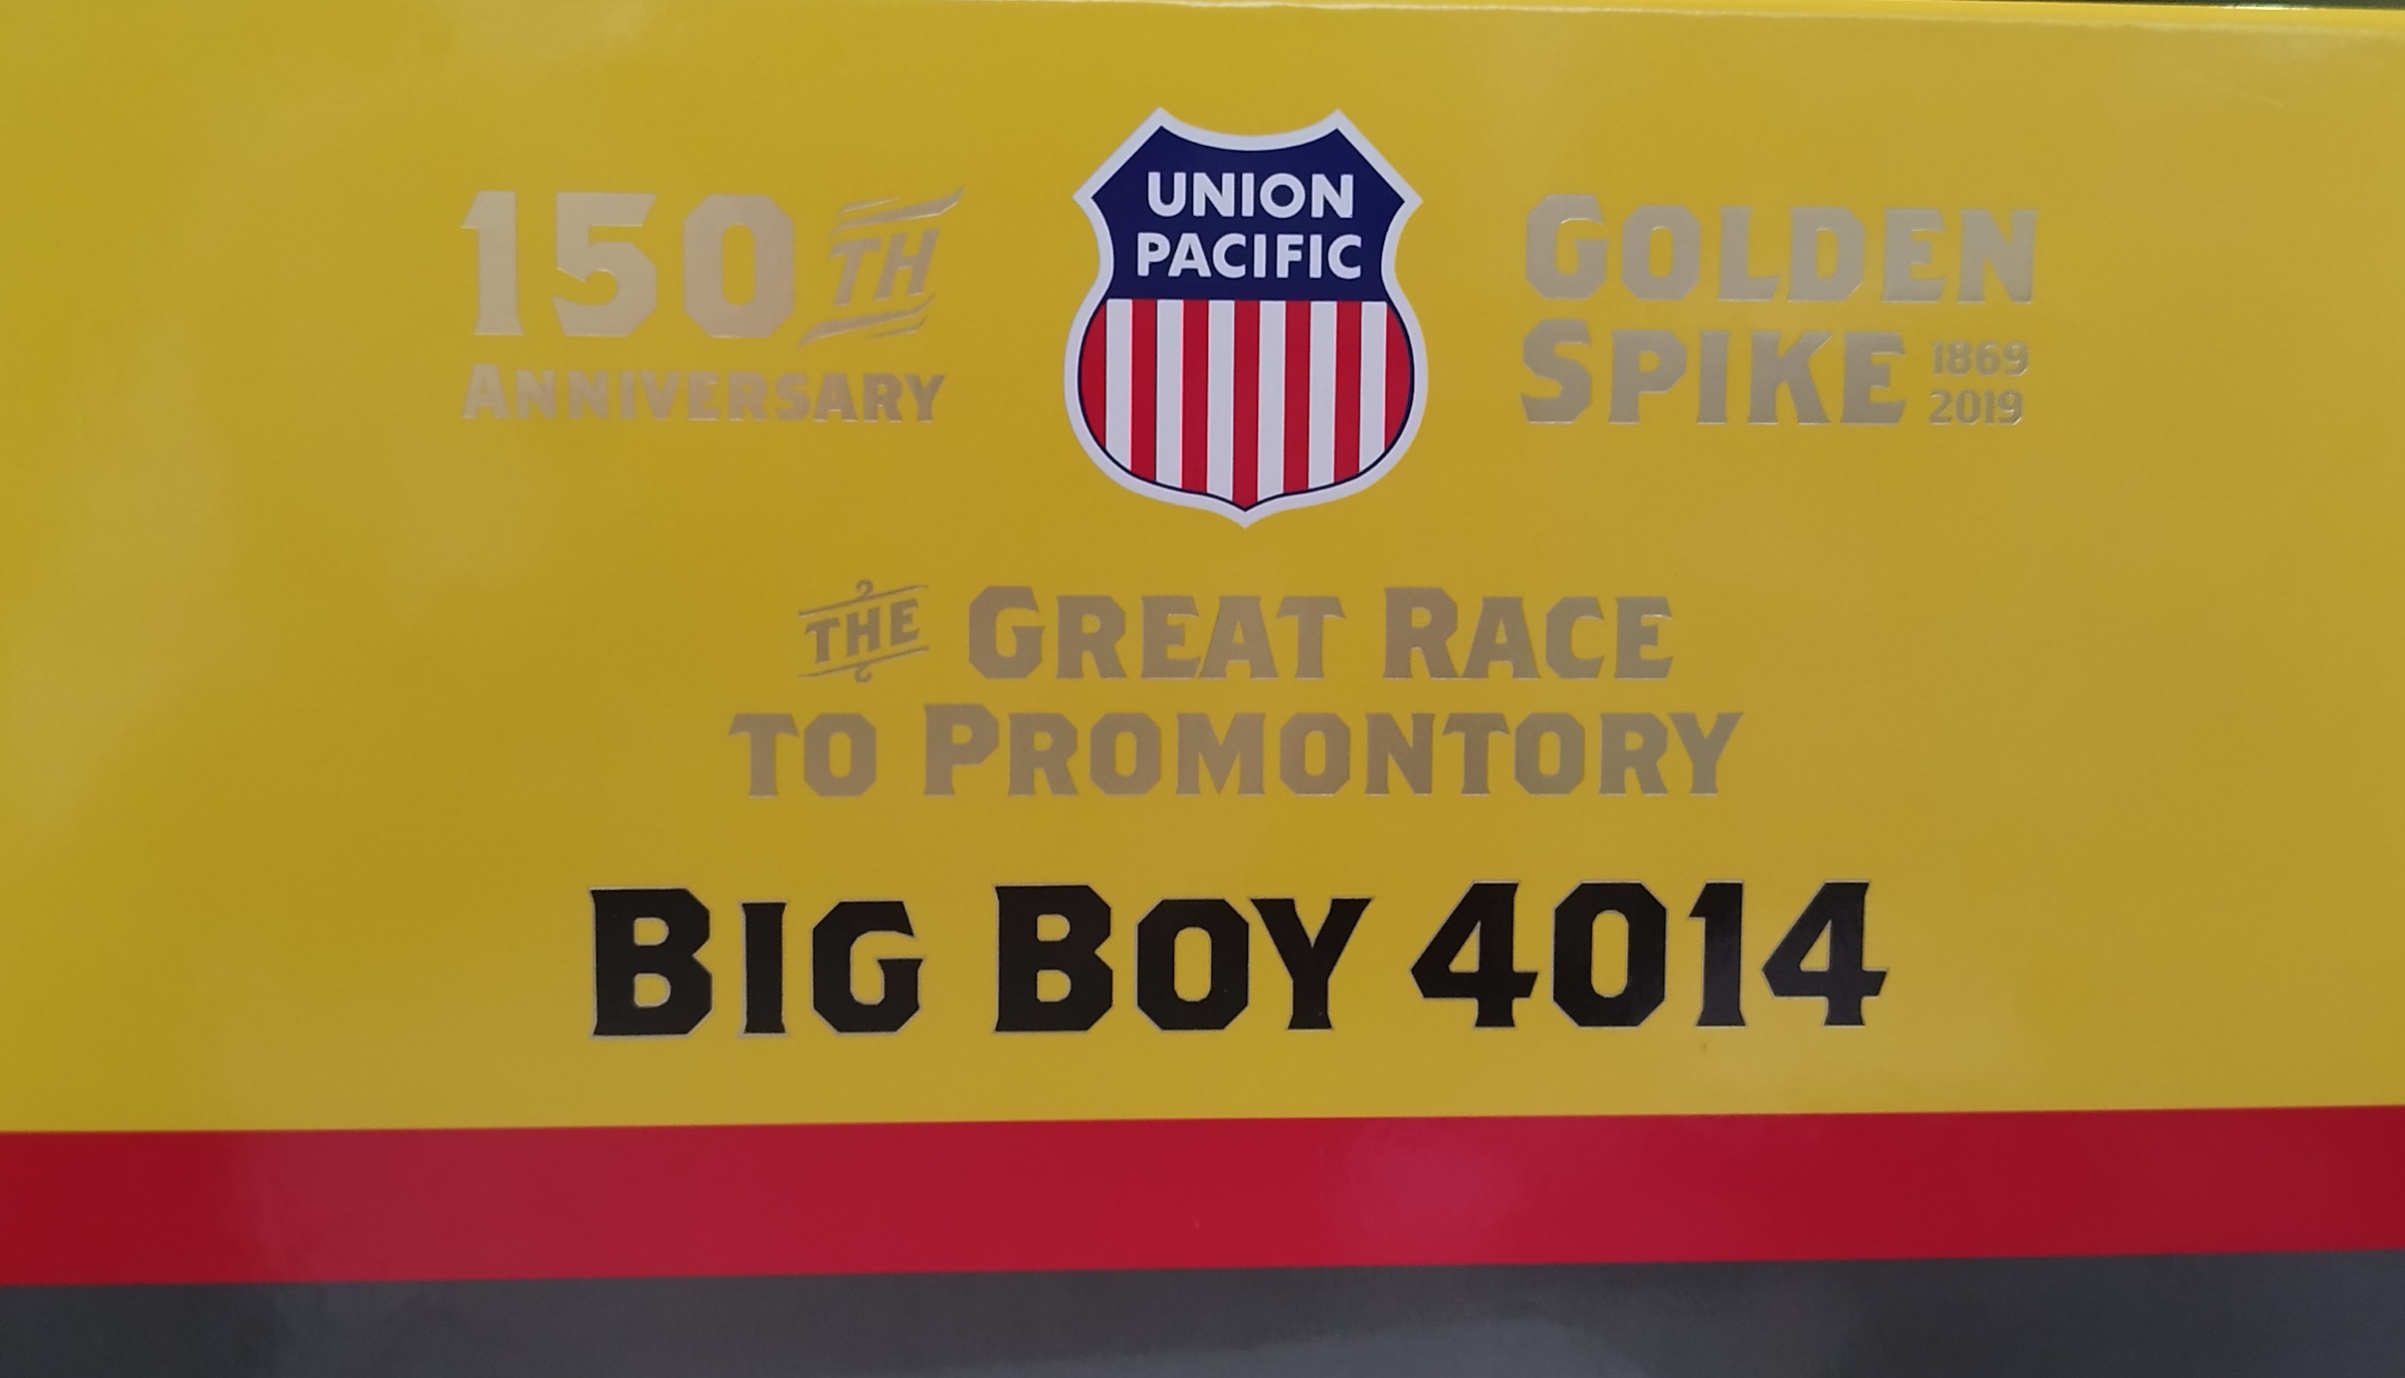 150TH
ANNIVERSARY
UNION
PACIFIC
GOLDEN
SPIKE 1869
2019
THE GREAT RACE
TO PROMONTORY
BIG BOY 4014